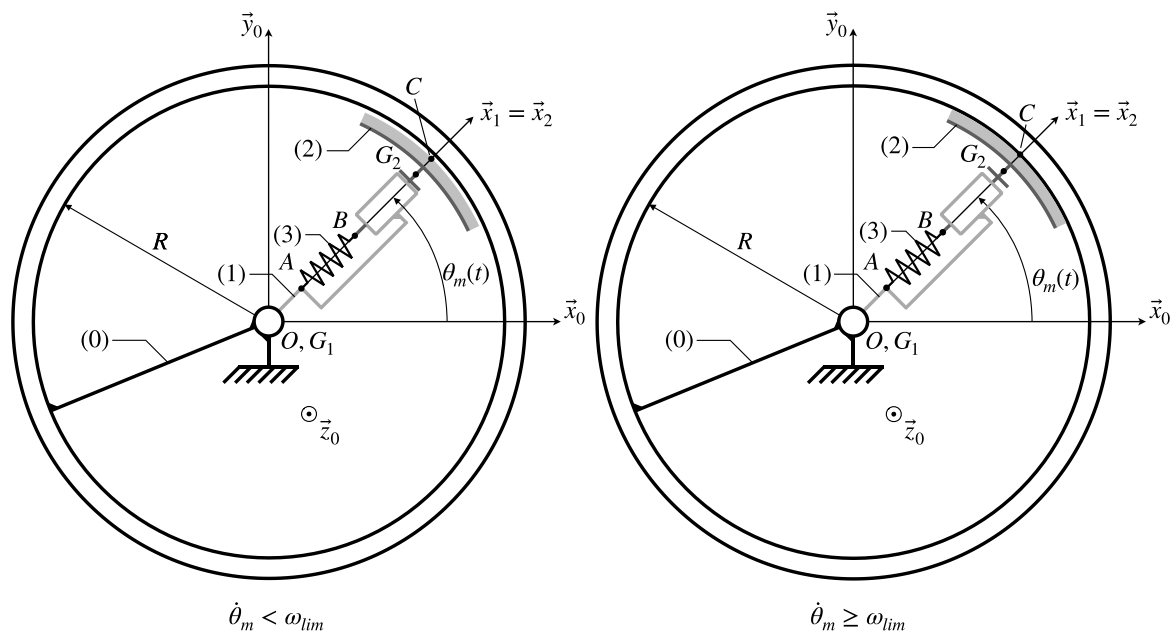 y⃗₀
C
x⃗₁ = x⃗₂
(2)
G₂
B
(3)
R
A
(1)
θₘ(t)
x⃗₀
(0)
O, G₁
z⃗₀
θ̇ₘ < ωₗᵢₘ
y⃗₀
C
x⃗₁ = x⃗₂
(2)
G₂
B
(3)
R
A
(1)
θₘ(t)
x⃗₀
(0)
O, G₁
z⃗₀
θ̇ₘ ≥ ωₗᵢₘ